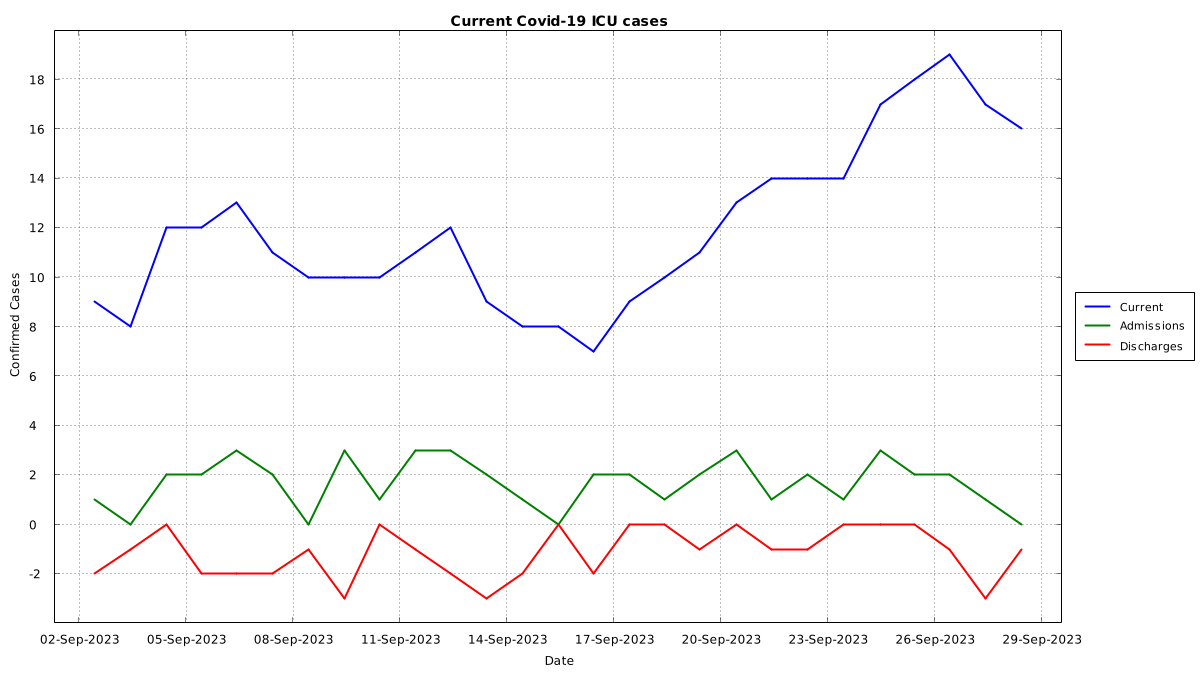 Current Covid-19 ICU cases
Confirmed Cases
18
16
14
12
10
8
6
4
2
0
-2
02-Sep-2023 05-Sep-2023 08-Sep-2023 11-Sep-2023 14-Sep-2023 17-Sep-2023 20-Sep-2023 23-Sep-2023 26-Sep-2023 29-Sep-2023
Date
Current
Admissions
Discharges